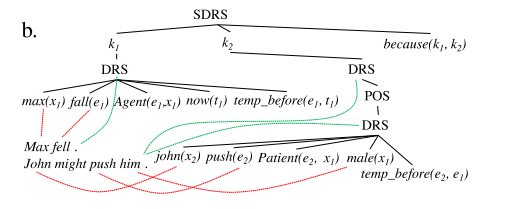 b.
SDRS
k1 k2 because(k1, k2)
DRS DRS
POS
max(x1) fall(e1) Agent(e1,x1) now(t1) temp_before(e1, t1)
DRS
Max fell .
John might push him . john(x2) push(e2) Patient(e2, x1) male(x1)
temp_before(e2, e1)